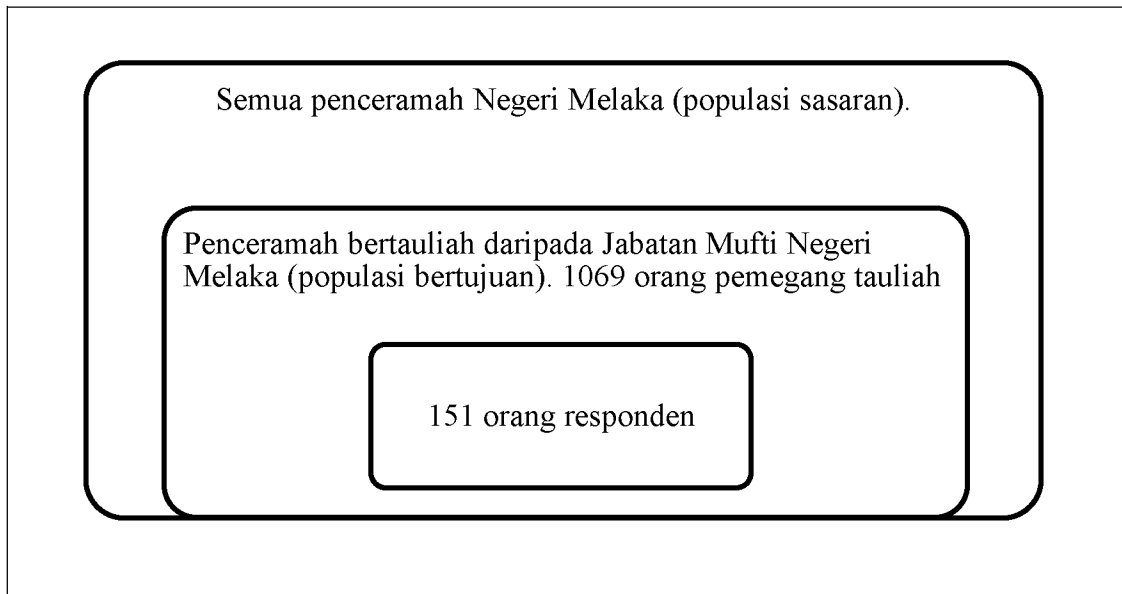 Semua penceramah Negeri Melaka (populasi sasaran).
Penceramah bertauliah daripada Jabatan Mufti Negeri
Melaka (populasi bertujuan). 1069 orang pemegang tauliah
151 orang responden